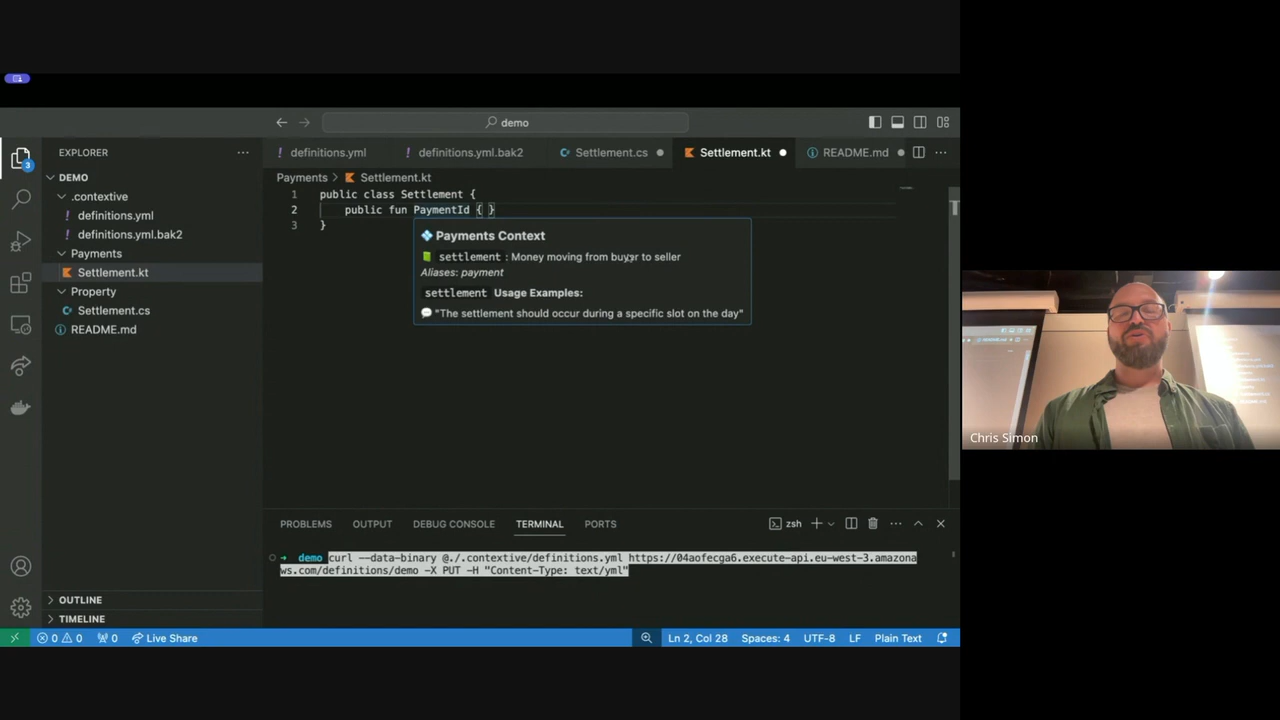 demo
EXPLORER
definitions.yml
definitions.yml.bak2
Settlement.cs
Settlement.kt
README.md
DEMO
Payments > Settlement.kt
.contextive
definitions.yml
definitions.yml.bak2
Payments
Settlement.kt
Property
Settlement.cs
README.md
1 public class Settlement {
2 public fun PaymentId { }
3 }
Payments Context
settlement : Money moving from buyer to seller
Aliases: payment
settlement Usage Examples:
"The settlement should occur during a specific slot on the day"
Chris Simon
3
PROBLEMS OUTPUT DEBUG CONSOLE TERMINAL PORTS
zsh
demo curl --data-binary @./.contextive/definitions.yml https://04aofecga6.execute-api.eu-west-3.amazona
ws.com/definitions/demo -X PUT -H "Content-Type: text/yml"
OUTLINE
TIMELINE
0 0 0 Live Share
Ln 2, Col 28 Spaces: 4 UTF-8 LF Plain Text